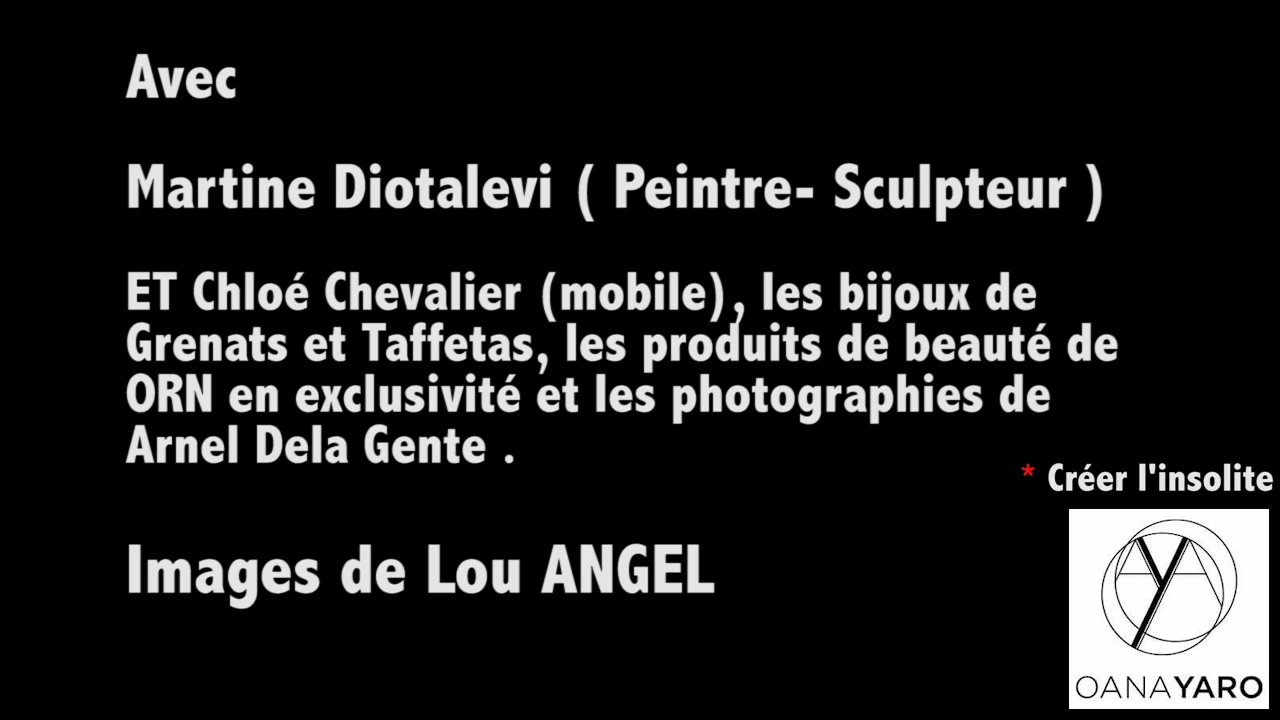 Avec
Martine Diotalevi ( Peintre- Sculpteur )
ET Chloé Chevalier (mobile), les bijoux de
Grenats et Taffetas, les produits de beauté de
ORN en exclusivité et les photographies de
Arnel Dela Gente .
* Créer l'insolite
Images de Lou ANGEL
OANAYARO